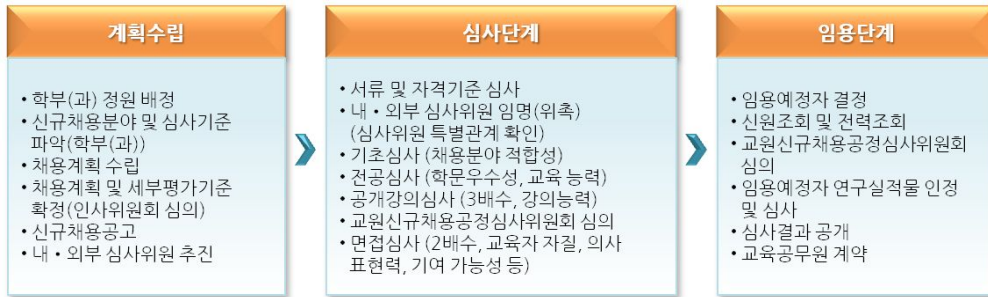 계획수립
• 학부(과) 정원 배정
• 신규채용분야 및 심사기준
파악(학부(과))
• 채용계획 수립
• 채용계획 및 세부평가기준
확정(인사위원회 심의)
• 신규채용공고
• 내・외부 심사위원 추진
심사단계
• 서류 및 자격기준 심사
• 내・외부 심사위원 임명(위촉)
(심사위원 특별관계 확인)
• 기초심사 (채용분야 적합성)
• 전공심사 (학문우수성, 교육 능력)
• 공개강의심사 (3배수, 강의능력)
• 교원신규채용공정심사위원회 심의
• 면접심사 (2배수, 교육자 자질, 의사
표현력, 기여 가능성 등)
임용단계
• 임용예정자 결정
• 신원조회 및 전력조회
• 교원신규채용공정심사위원회
심의
• 임용예정자 연구실적물 인정
및 심사
• 심사결과 공개
• 교육공무원 계약